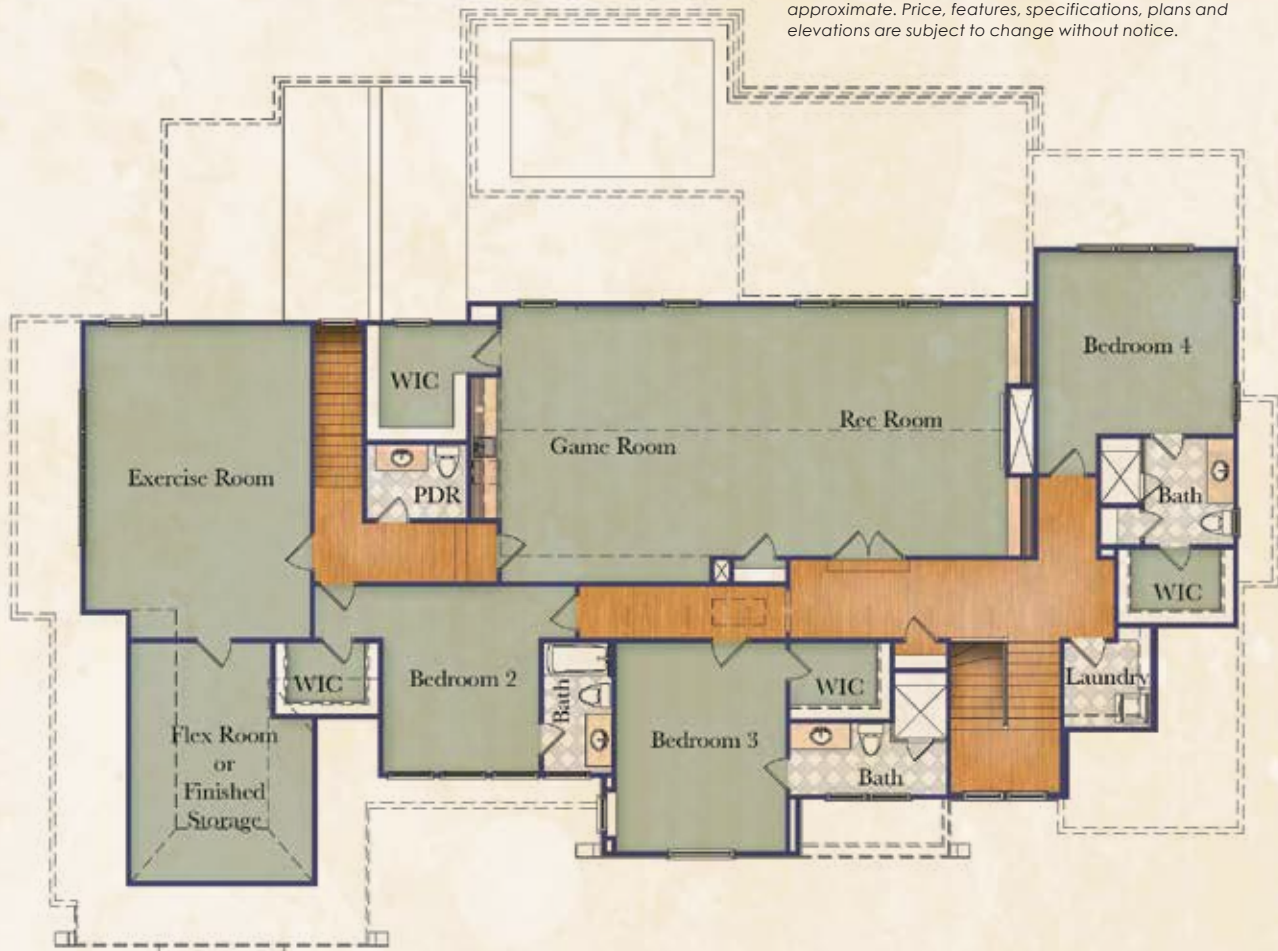 approximate. Price, features, specifications, plans and
elevations are subject to change without notice.
Bedroom 4
WIC
Rec Room
Game Room
Exercise Room
PDR
Bath
WIC
Bedroom 2
WIC
Bath
WIC
Laundry
Flex Room
or
Finished
Storage
Bedroom 3
Bath